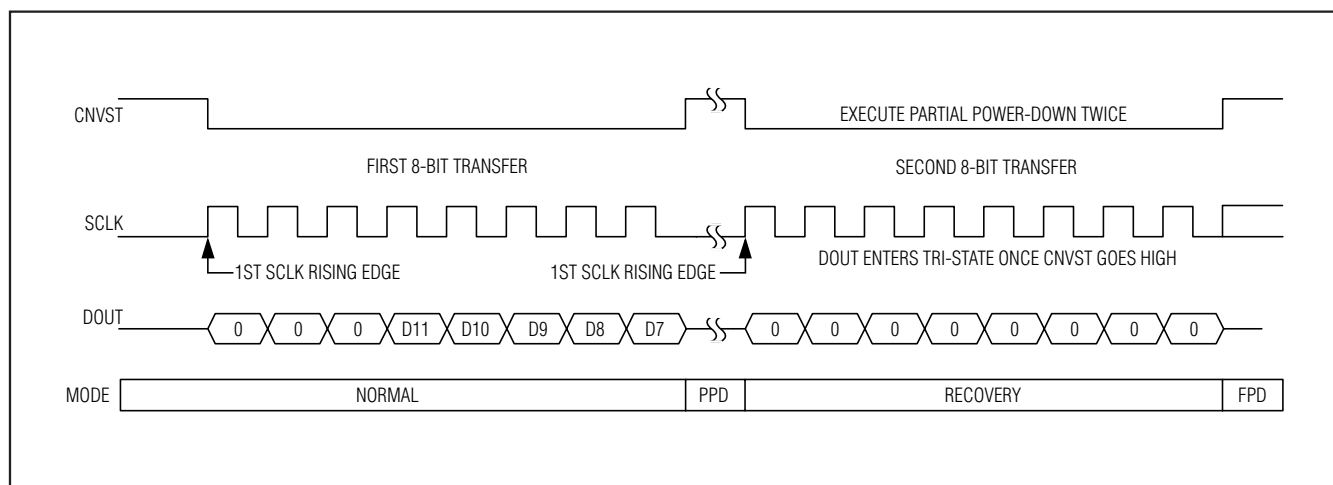 CNVST
EXECUTE PARTIAL POWER-DOWN TWICE
FIRST 8-BIT TRANSFER
SECOND 8-BIT TRANSFER
SCLK
1ST SCLK RISING EDGE
1ST SCLK RISING EDGE
DOUT ENTERS TRI-STATE ONCE CNVST GOES HIGH
DOUT
0 0 0 D11 D10 D9 D8 D7
0 0 0 0 0 0 0 0
MODE
NORMAL
PPD
RECOVERY
FPD